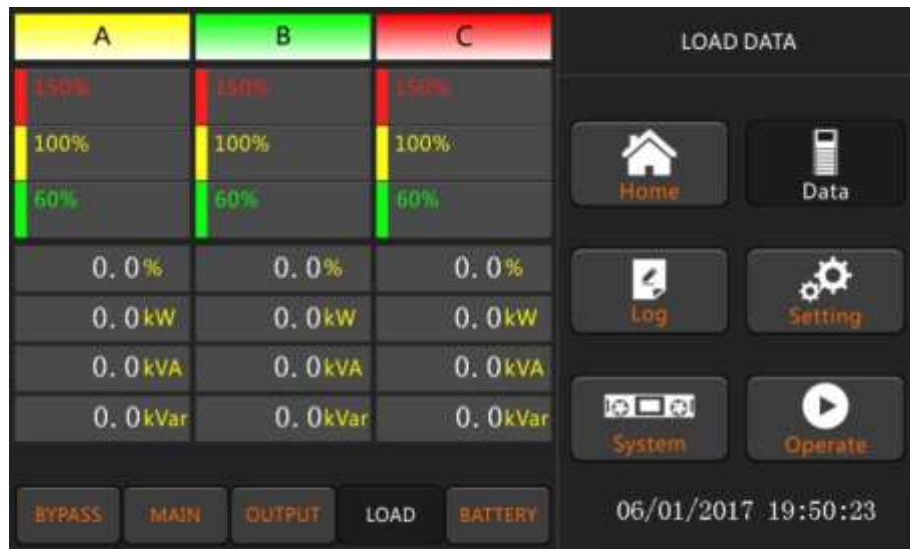 A B C
LOAD DATA
150% 150% 150%
100% 100% 100%
60% 60% 60%
0.0% 0.0% 0.0%
0.0kW 0.0kW 0.0kW
0.0kVA 0.0kVA 0.0kVA
0.0kVar 0.0kVar 0.0kVar
BYPASS MAIN OUTPUT LOAD BATTERY
Home Data
Log Setting
System Operate
06/01/2017 19:50:23